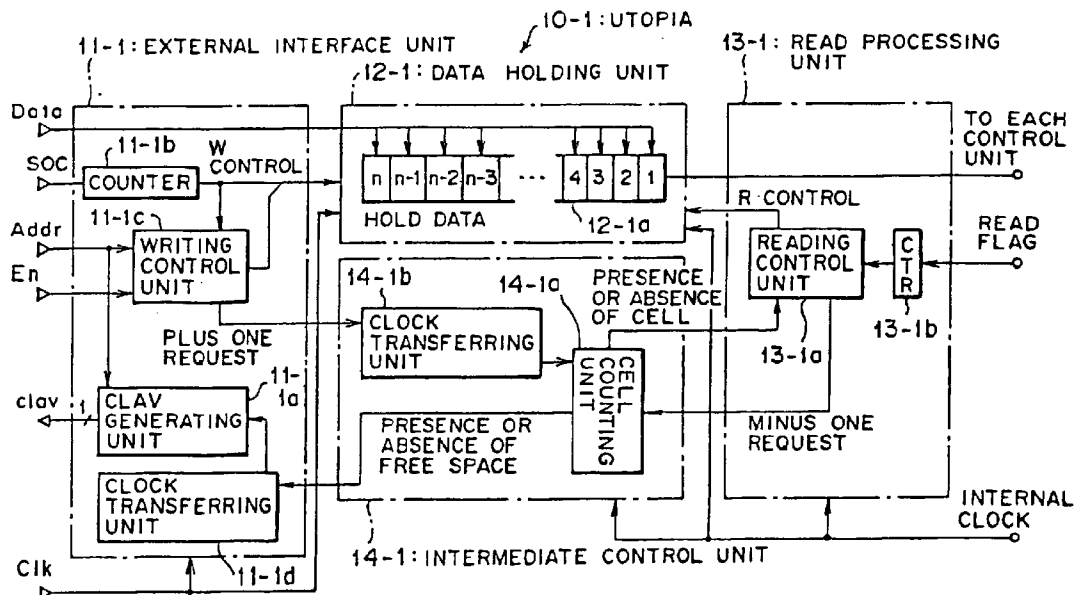 10-1: UTOPIA
11-1: EXTERNAL INTERFACE UNIT
12-1: DATA HOLDING UNIT
13-1: READ PROCESSING
UNIT
Data
SOC
Addr
En
clav
Clk
11-1b
COUNTER
W
CONTROL
11-1c
WRITING
CONTROL
UNIT
PLUS ONE
REQUEST
11-
1a
CLAV
GENERATING
UNIT
1
CLOCK
TRANSFERRING
UNIT
11-1d
n n-1 n-2 n-3 ... 4 3 2 1
HOLD DATA
12-1a
14-1b
CLOCK
TRANSFERRING
UNIT
14-1a
CELL
COUNTING
UNIT
PRESENCE
OR ABSENCE
OF CELL
PRESENCE OR
ABSENCE OF
FREE SPACE
14-1: INTERMEDIATE CONTROL UNIT
R CONTROL
READING
CONTROL
UNIT
13-1a
CTR
13-1b
MINUS ONE
REQUEST
TO EACH
CONTROL
UNIT
READ
FLAG
INTERNAL
CLOCK